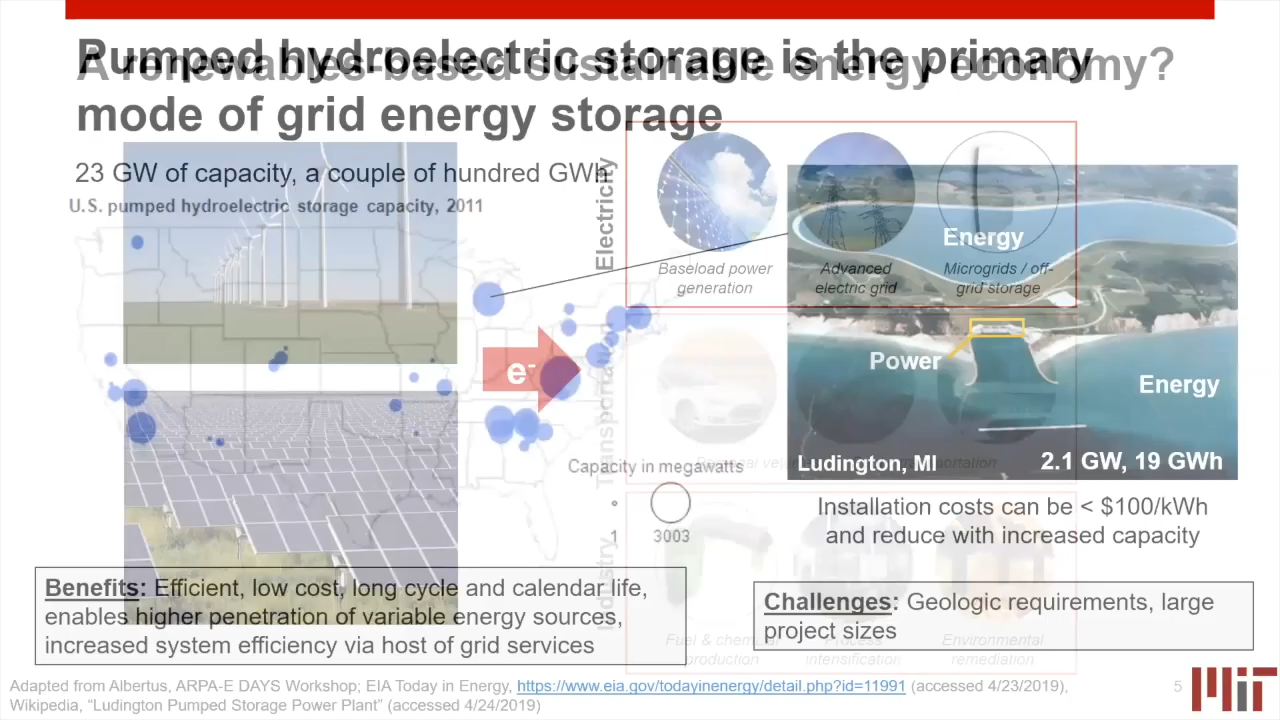 Pumped hydroelectric storage is the primary
mode of grid energy storage
A renewables-based sustainable energy economy?
23 GW of capacity, a couple of hundred GWh
U.S. pumped hydroelectric storage capacity, 2011
Electricity
Baseload power
generation
Advanced
electric grid
Microgrids / off-
grid storage
Energy
Power
Energy
Ludington, MI
2.1 GW, 19 GWh
e-
Capacity in megawatts
1
3003
Installation costs can be < $100/kWh
and reduce with increased capacity
Industry
Fuel & chemical
production
Process
intensification
Environmental
remediation
Benefits: Efficient, low cost, long cycle and calendar life,
enables higher penetration of variable energy sources,
increased system efficiency via host of grid services
Challenges: Geologic requirements, large
project sizes
Adapted from Albertus, ARPA-E DAYS Workshop; EIA Today in Energy, https://www.eia.gov/todayinenergy/detail.php?id=11991 (accessed 4/23/2019),
Wikipedia, “Ludington Pumped Storage Power Plant” (accessed 4/24/2019)
5
MIT